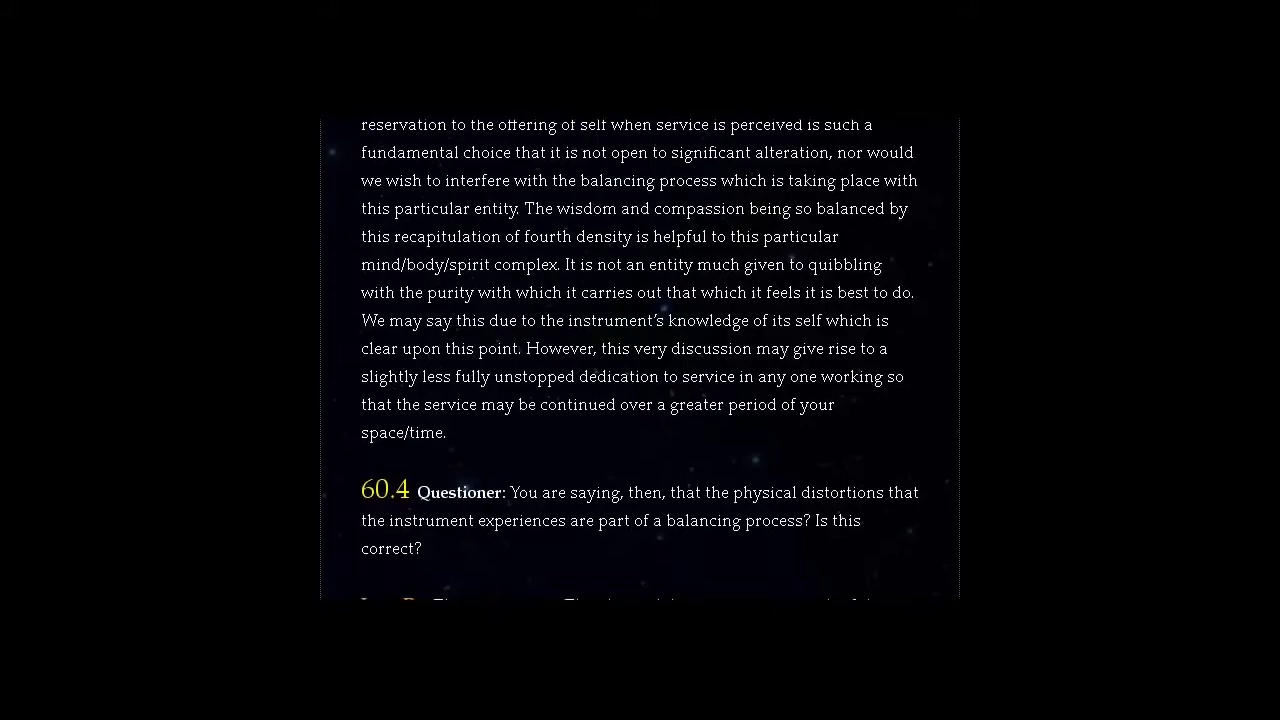 reservation to the offering of self when service is perceived is such a
fundamental choice that it is not open to significant alteration, nor would
we wish to interfere with the balancing process which is taking place with
this particular entity. The wisdom and compassion being so balanced by
this recapitulation of fourth density is helpful to this particular
mind/body/spirit complex. It is not an entity much given to quibbling
with the purity with which it carries out that which it feels it is best to do.
We may say this due to the instrument’s knowledge of its self which is
clear upon this point. However, this very discussion may give rise to a
slightly less fully unstopped dedication to service in any one working so
that the service may be continued over a greater period of your
space/time.
60.4 Questioner: You are saying, then, that the physical distortions that
the instrument experiences are part of a balancing process? Is this
correct?